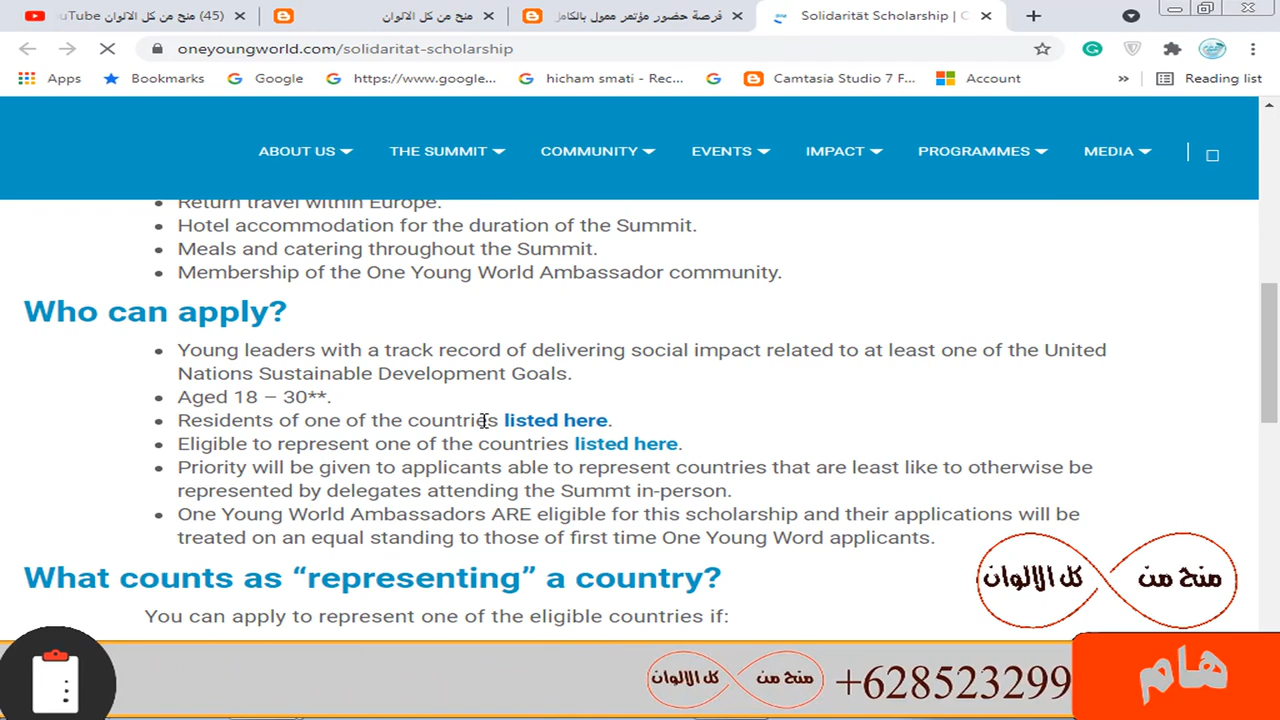 (45) منح من كل الالوان uTube
منح من كل الالوان
فرصة حضور مؤتمر ممول بالكامل
Solidarität Scholarship | C
oneyoungworld.com/solidaritat-scholarship
Apps Bookmarks Google https://www.google... hicham smati - Rec... Camtasia Studio 7 F... Account » Reading list
ABOUT US THE SUMMIT COMMUNITY EVENTS IMPACT PROGRAMMES MEDIA
Return travel within Europe.
Hotel accommodation for the duration of the Summit.
Meals and catering throughout the Summit.
Membership of the One Young World Ambassador community.
Who can apply?
Young leaders with a track record of delivering social impact related to at least one of the United
Nations Sustainable Development Goals.
Aged 18 – 30**.
Residents of one of the countries listed here.
Eligible to represent one of the countries listed here.
Priority will be given to applicants able to represent countries that are least like to otherwise be
represented by delegates attending the Summt in-person.
One Young World Ambassadors ARE eligible for this scholarship and their applications will be
treated on an equal standing to those of first time One Young Word applicants.
What counts as “representing” a country?
You can apply to represent one of the eligible countries if:
منح من كل الالوان
منح من كل الالوان
+628523299
هام